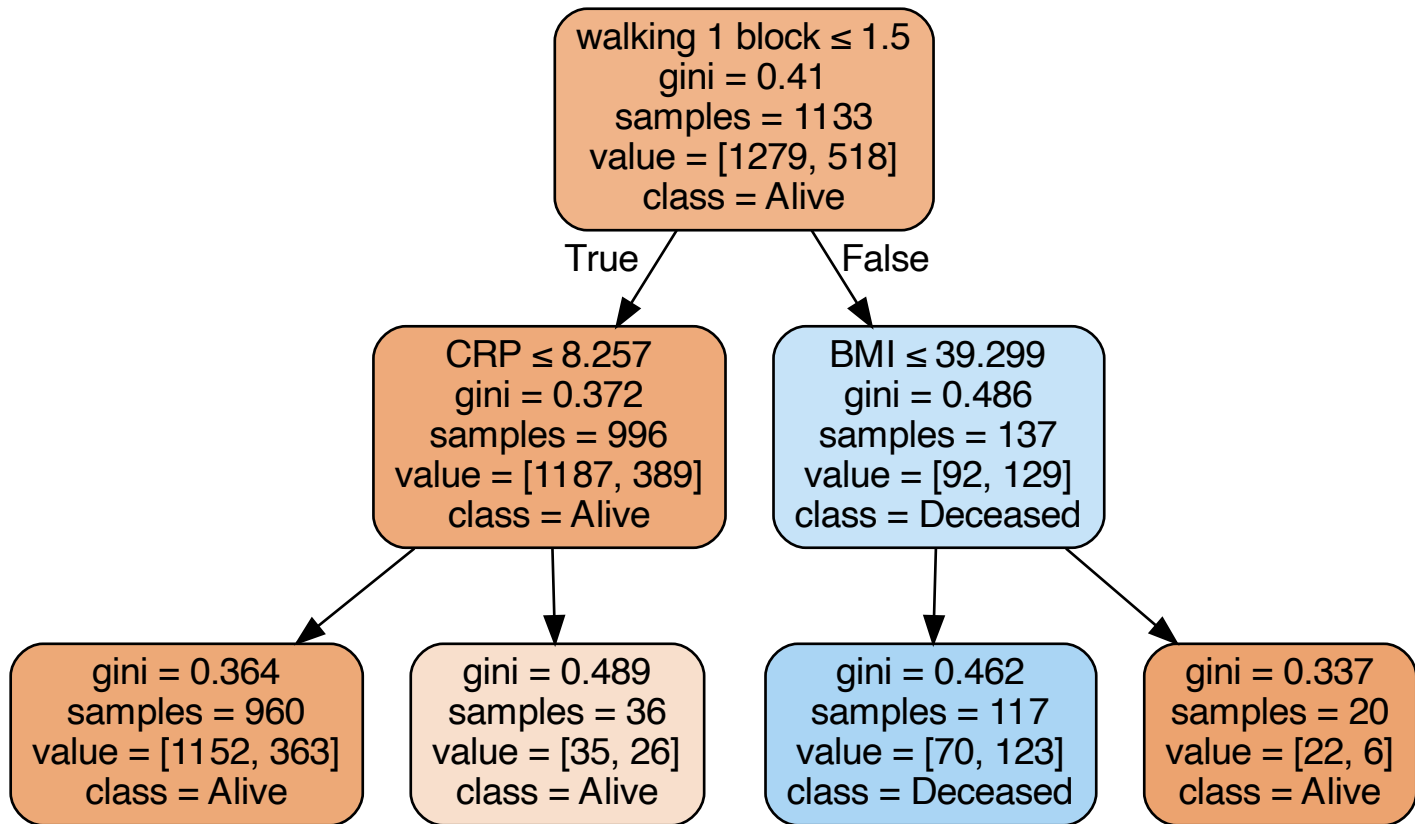 walking 1 block ≤ 1.5
gini = 0.41
samples = 1133
value = [1279, 518]
class = Alive
True
False
CRP ≤ 8.257
gini = 0.372
samples = 996
value = [1187, 389]
class = Alive
BMI ≤ 39.299
gini = 0.486
samples = 137
value = [92, 129]
class = Deceased
gini = 0.364
samples = 960
value = [1152, 363]
class = Alive
gini = 0.489
samples = 36
value = [35, 26]
class = Alive
gini = 0.462
samples = 117
value = [70, 123]
class = Deceased
gini = 0.337
samples = 20
value = [22, 6]
class = Alive